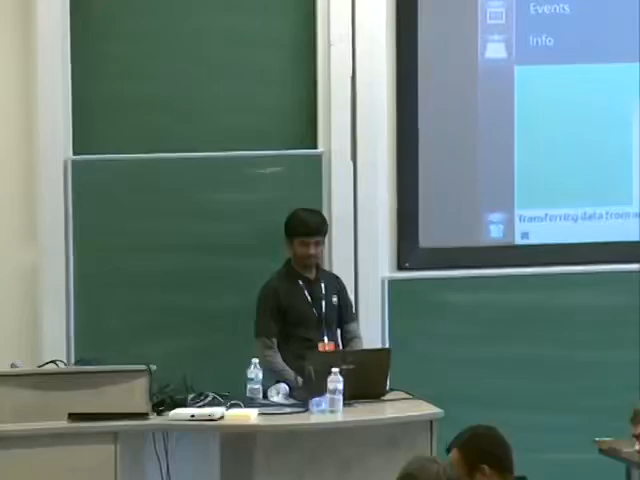 Events
Info
Transferring data from